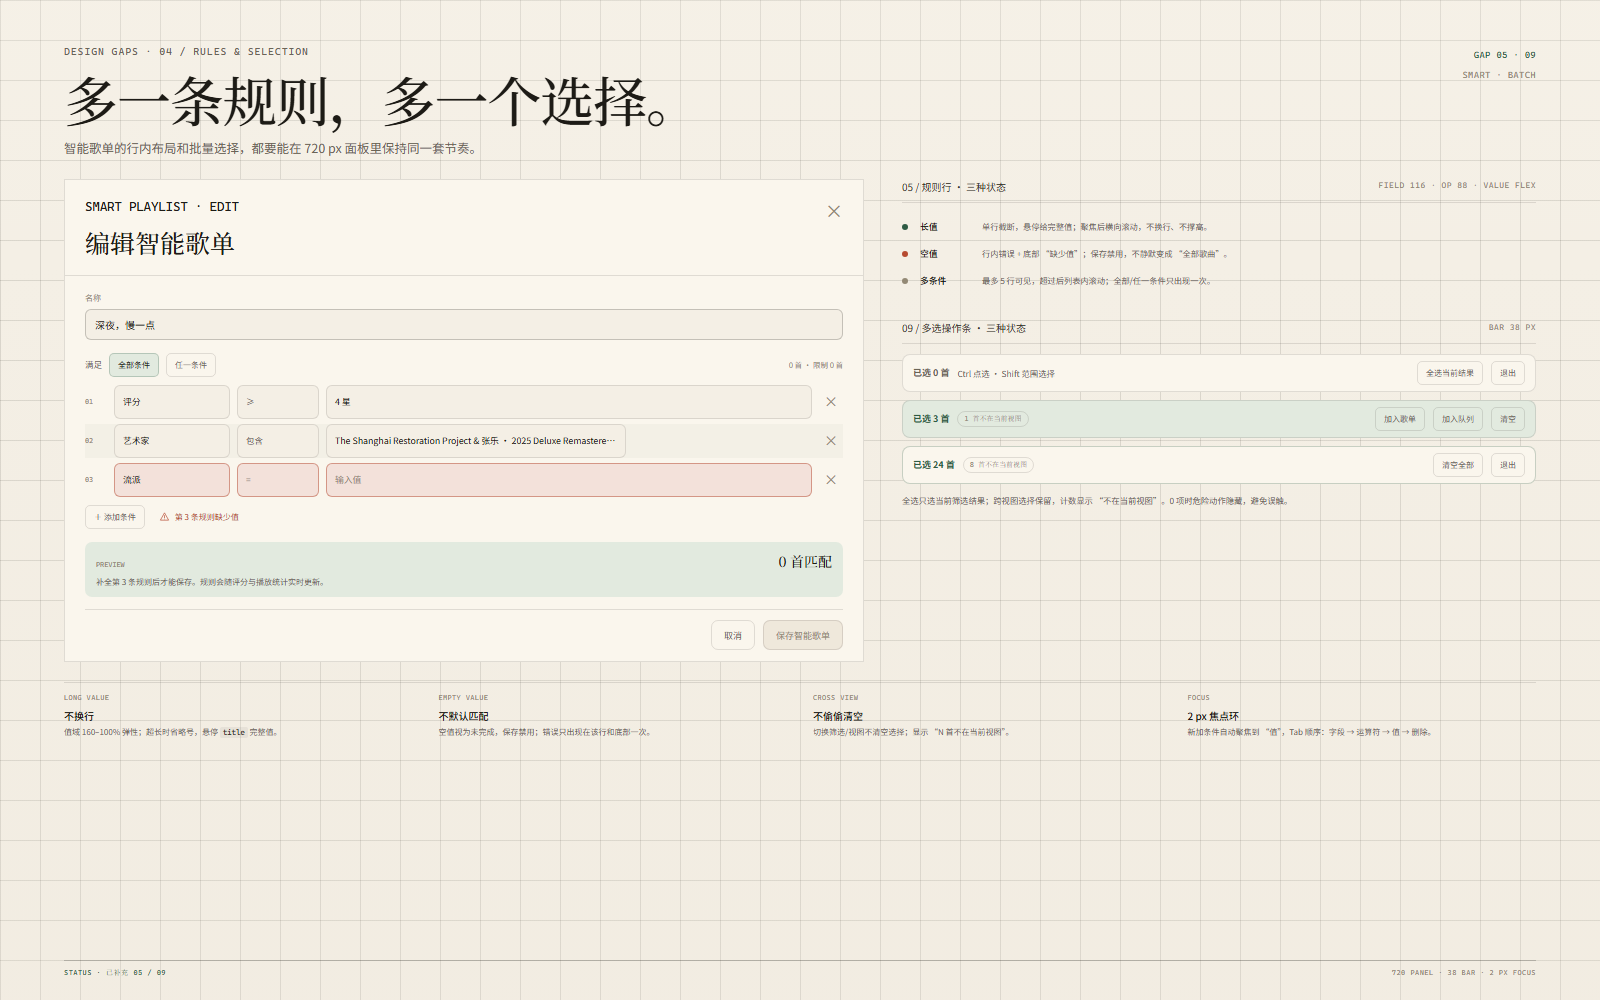 DESIGN GAPS · 04 / RULES & SELECTION
GAP 05 · 09
SMART · BATCH
多一条规则，多一个选择。
智能歌单的行内布局和批量选择，都要能在 720 px 面板里保持同一套节奏。
SMART PLAYLIST · EDIT
编辑智能歌单
名称
深夜，慢一点
满足 全部条件 任一条件 0 首 · 限制 0 首
01 评分 ≥ 4 星
02 艺术家 包含 The Shanghai Restoration Project & 张乐 · 2025 Deluxe Remastere…
03 流派 = 输入值
+ 添加条件 第 3 条规则缺少值
PREVIEW
0 首匹配
补全第 3 条规则后才能保存。规则会随评分与播放统计实时更新。
取消 保存智能歌单
05 / 规则行 · 三种状态 FIELD 116 · OP 88 · VALUE FLEX
长值 单行截断，悬停给完整值；聚焦后横向滚动，不换行、不撑高。
空值 行内错误 + 底部 “缺少值”；保存禁用，不静默变成 “全部歌曲”。
多条件 最多 5 行可见，超过后列表内滚动；全部/任一条件只出现一次。
09 / 多选操作条 · 三种状态 BAR 38 PX
已选 0 首 Ctrl 点选 · Shift 范围选择 全选当前结果 退出
已选 3 首 1 首不在当前视图 加入歌单 加入队列 清空
已选 24 首 8 首不在当前视图 清空全部 退出
全选只选当前筛选结果；跨视图选择保留，计数显示 “不在当前视图”。0 项时危险动作隐藏，避免误触。
LONG VALUE
不换行
值域 160–100% 弹性；超长时省略号，悬停 title 完整值。
EMPTY VALUE
不默认匹配
空值视为未完成，保存禁用；错误只出现在该行和底部一次。
CROSS VIEW
不偷偷清空
切换筛选/视图不清空选择；显示 “N 首不在当前视图”。
FOCUS
2 px 焦点环
新加条件自动聚焦到 “值”，Tab 顺序：字段 → 运算符 → 值 → 删除。
STATUS · 已补充 05 / 09
720 PANEL · 38 BAR · 2 PX FOCUS